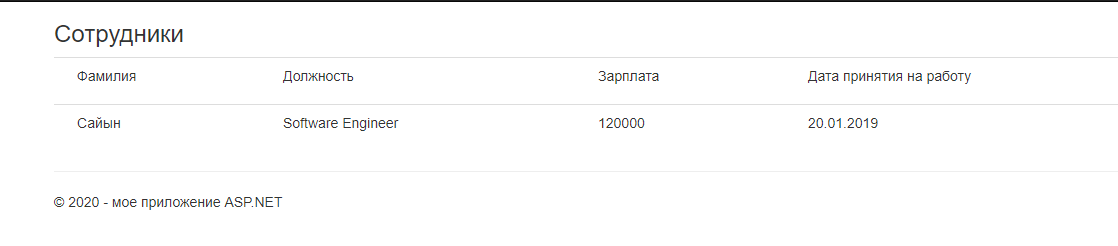 Сотрудники
Фамилия Должность Зарплата Дата принятия на работу
Сайын Software Engineer 120000 20.01.2019
© 2020 - мое приложение ASP.NET